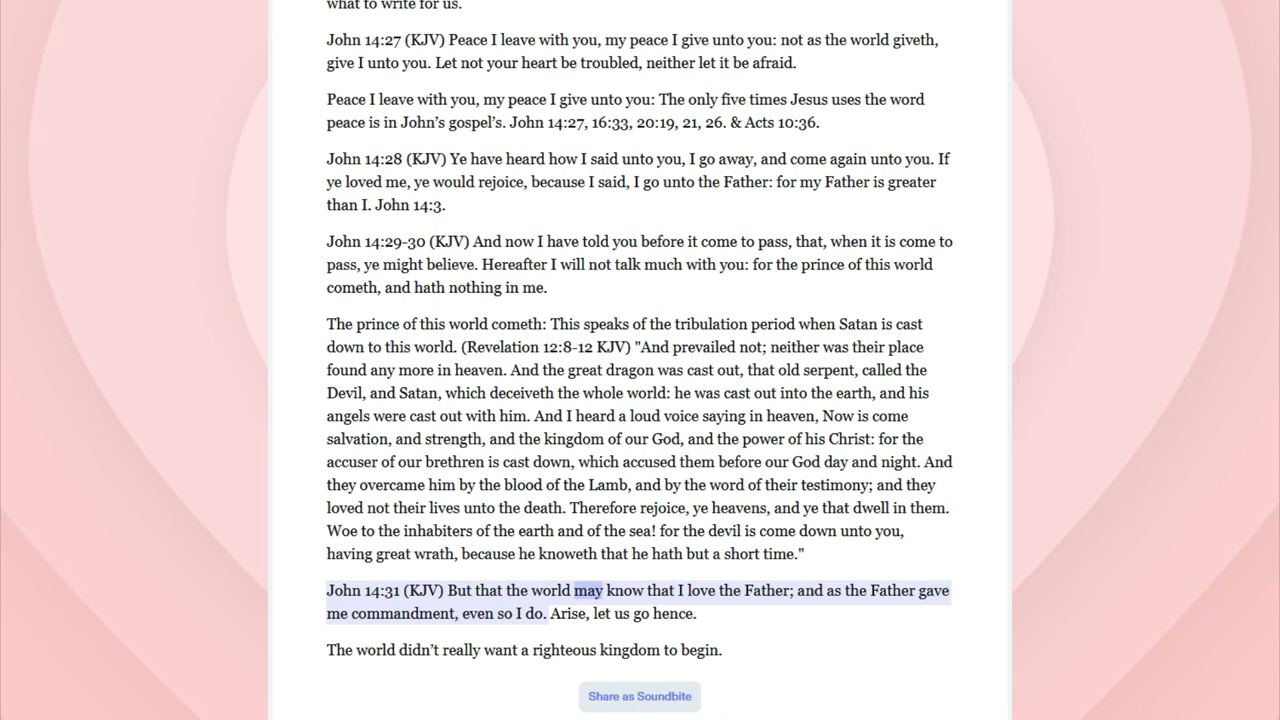 what to write for us.
John 14:27 (KJV) Peace I leave with you, my peace I give unto you: not as the world giveth,
give I unto you. Let not your heart be troubled, neither let it be afraid.
Peace I leave with you, my peace I give unto you: The only five times Jesus uses the word
peace is in John’s gospel’s. John 14:27, 16:33, 20:19, 21, 26. & Acts 10:36.
John 14:28 (KJV) Ye have heard how I said unto you, I go away, and come again unto you. If
ye loved me, ye would rejoice, because I said, I go unto the Father: for my Father is greater
than I. John 14:3.
John 14:29-30 (KJV) And now I have told you before it come to pass, that, when it is come to
pass, ye might believe. Hereafter I will not talk much with you: for the prince of this world
cometh, and hath nothing in me.
The prince of this world cometh: This speaks of the tribulation period when Satan is cast
down to this world. (Revelation 12:8-12 KJV) "And prevailed not; neither was their place
found any more in heaven. And the great dragon was cast out, that old serpent, called the
Devil, and Satan, which deceiveth the whole world: he was cast out into the earth, and his
angels were cast out with him. And I heard a loud voice saying in heaven, Now is come
salvation, and strength, and the kingdom of our God, and the power of his Christ: for the
accuser of our brethren is cast down, which accused them before our God day and night. And
they overcame him by the blood of the Lamb, and by the word of their testimony; and they
loved not their lives unto the death. Therefore rejoice, ye heavens, and ye that dwell in them.
Woe to the inhabiters of the earth and of the sea! for the devil is come down unto you,
having great wrath, because he knoweth that he hath but a short time."
John 14:31 (KJV) But that the world may know that I love the Father; and as the Father gave
me commandment, even so I do. Arise, let us go hence.
The world didn’t really want a righteous kingdom to begin.
Share as Soundbite